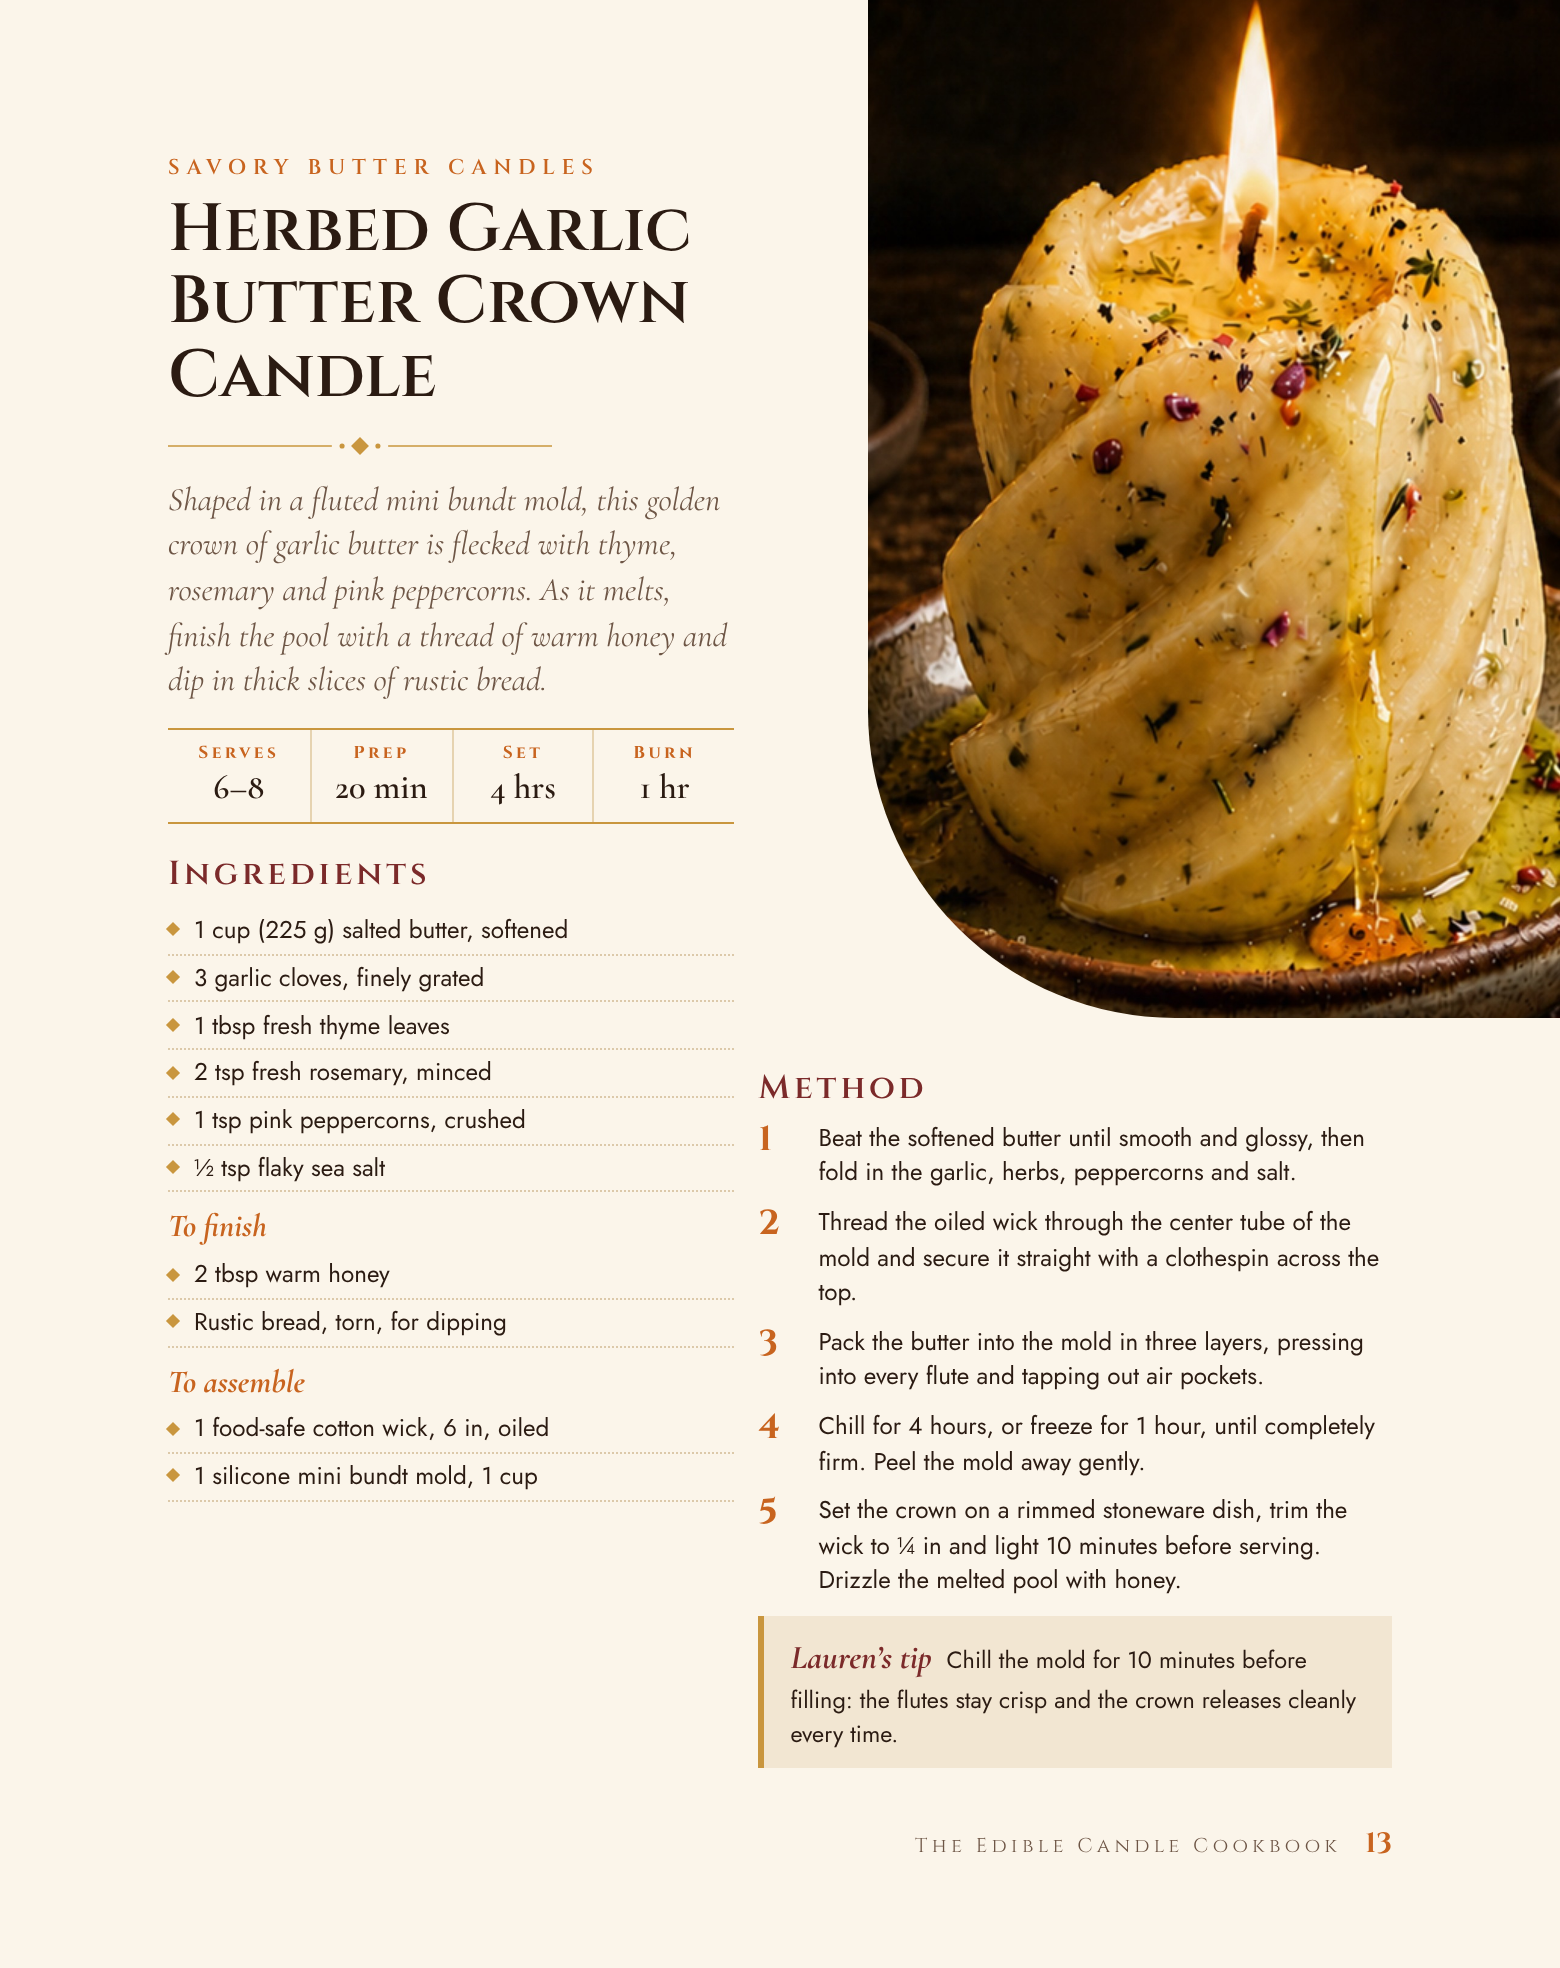 SAVORY BUTTER CANDLES
Herbed Garlic
Butter Crown
Candle
Shaped in a fluted mini bundt mold, this golden
crown of garlic butter is flecked with thyme,
rosemary and pink peppercorns. As it melts,
finish the pool with a thread of warm honey and
dip in thick slices of rustic bread.
Serves Prep Set Burn
6–8 20 min 4 hrs 1 hr
Ingredients
1 cup (225 g) salted butter, softened
3 garlic cloves, finely grated
1 tbsp fresh thyme leaves
2 tsp fresh rosemary, minced
1 tsp pink peppercorns, crushed
½ tsp flaky sea salt
To finish
2 tbsp warm honey
Rustic bread, torn, for dipping
To assemble
1 food-safe cotton wick, 6 in, oiled
1 silicone mini bundt mold, 1 cup
Method
1 Beat the softened butter until smooth and glossy, then
fold in the garlic, herbs, peppercorns and salt.
2 Thread the oiled wick through the center tube of the
mold and secure it straight with a clothespin across the
top.
3 Pack the butter into the mold in three layers, pressing
into every flute and tapping out air pockets.
4 Chill for 4 hours, or freeze for 1 hour, until completely
firm. Peel the mold away gently.
5 Set the crown on a rimmed stoneware dish, trim the
wick to ¼ in and light 10 minutes before serving.
Drizzle the melted pool with honey.
Lauren’s tip Chill the mold for 10 minutes before
filling: the flutes stay crisp and the crown releases cleanly
every time.
The Edible Candle Cookbook 13